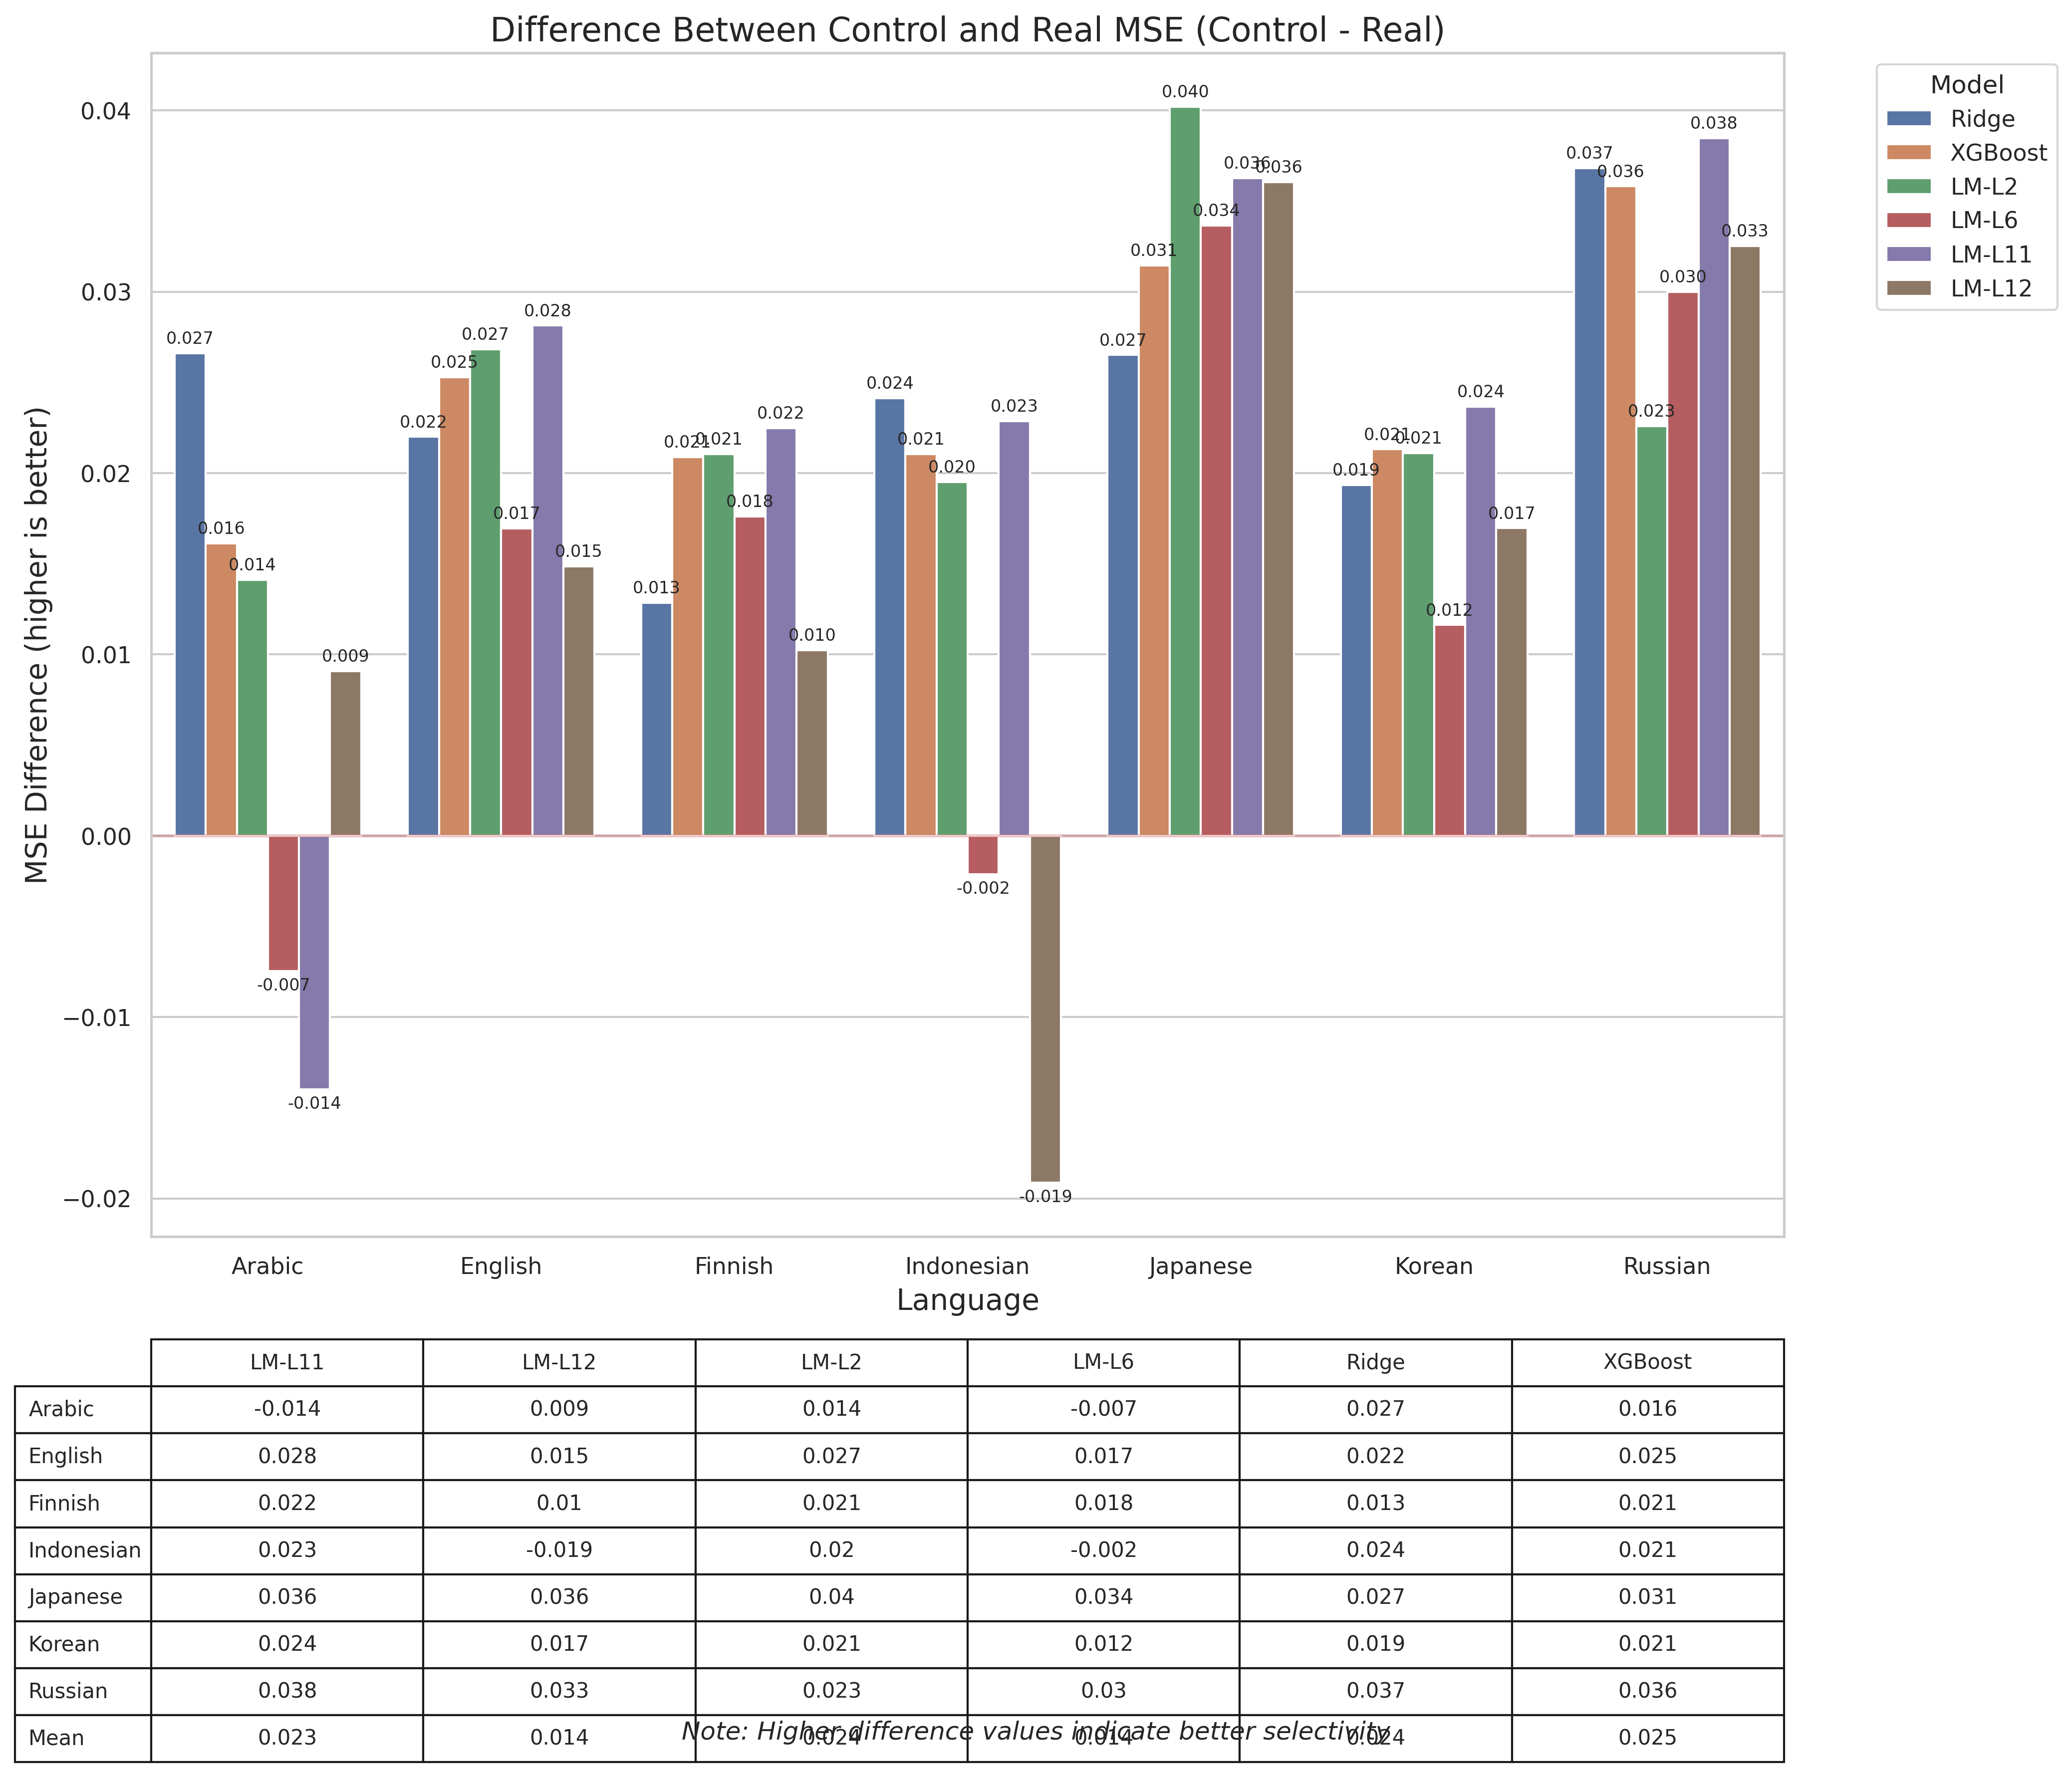 Difference Between Control and Real MSE (Control - Real)
MSE Difference (higher is better)
0.04
0.03
0.02
0.01
0.00
−0.01
−0.02
0.027
0.016
0.014
-0.007
-0.014
0.009
0.022
0.025
0.027
0.017
0.028
0.015
0.013
0.021
0.021
0.018
0.022
0.010
0.024
0.021
0.020
-0.002
0.023
-0.019
0.027
0.031
0.040
0.034
0.036
0.036
0.019
0.021
0.021
0.012
0.024
0.017
0.037
0.036
0.023
0.030
0.038
0.033
Model
Ridge
XGBoost
LM-L2
LM-L6
LM-L11
LM-L12
Arabic English Finnish Indonesian Japanese Korean Russian
Language
LM-L11 LM-L12 LM-L2 LM-L6 Ridge XGBoost
Arabic -0.014 0.009 0.014 -0.007 0.027 0.016
English 0.028 0.015 0.027 0.017 0.022 0.025
Finnish 0.022 0.01 0.021 0.018 0.013 0.021
Indonesian 0.023 -0.019 0.02 -0.002 0.024 0.021
Japanese 0.036 0.036 0.04 0.034 0.027 0.031
Korean 0.024 0.017 0.021 0.012 0.019 0.021
Russian 0.038 0.033 0.023 0.03 0.037 0.036
Mean 0.023 0.014 0.024 0.014 0.024 0.025
Note: Higher difference values indicate better selectivity